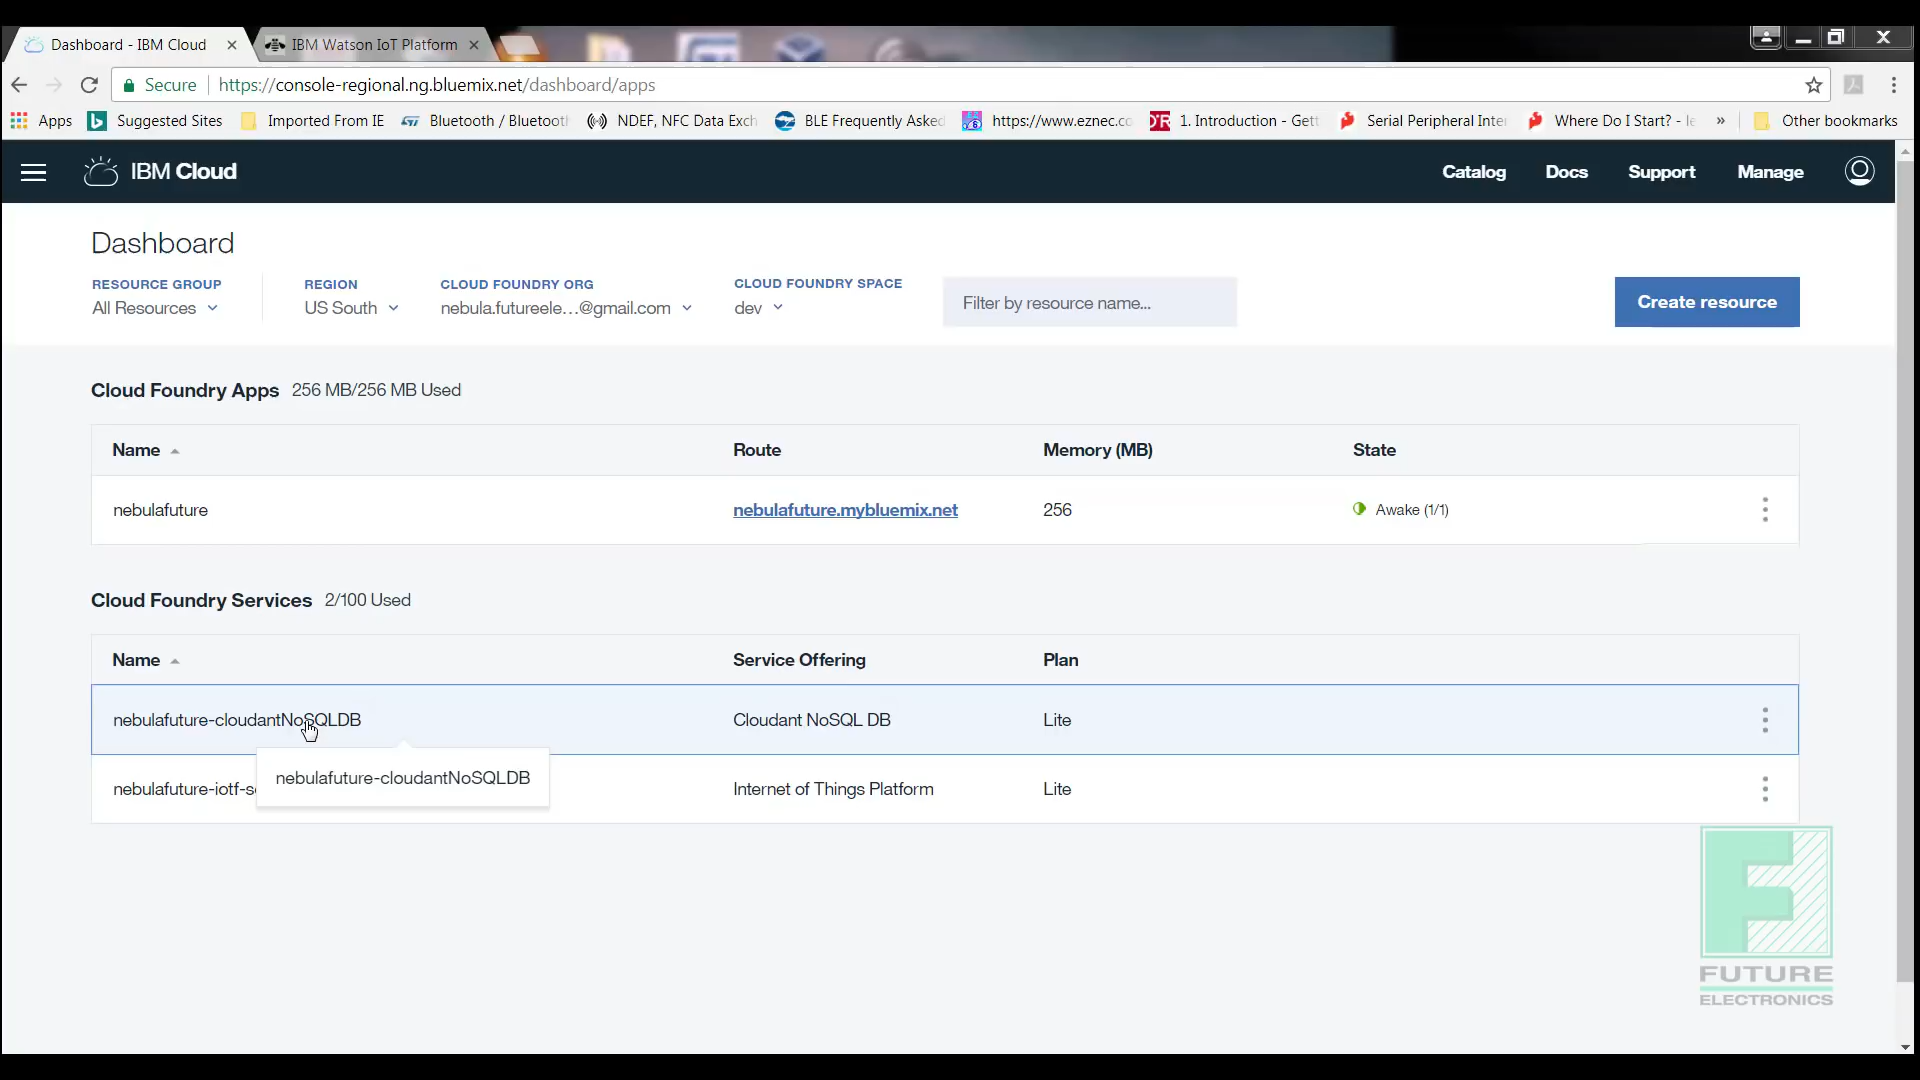 Dashboard - IBM Cloud
IBM Watson IoT Platform
Secure https://console-regional.ng.bluemix.net/dashboard/apps
Apps Suggested Sites Imported From IE Bluetooth / Bluetooth NDEF, NFC Data Exch BLE Frequently Asked https://www.eznec.co 1. Introduction - Gett Serial Peripheral Inter Where Do I Start? - le » Other bookmarks
IBM Cloud Catalog Docs Support Manage
Dashboard
RESOURCE GROUP REGION CLOUD FOUNDRY ORG CLOUD FOUNDRY SPACE
All Resources US South nebula.futureele...@gmail.com dev
Filter by resource name...
Create resource
Cloud Foundry Apps 256 MB/256 MB Used
Name Route Memory (MB) State
nebulafuture nebulafuture.mybluemix.net 256 Awake (1/1)
Cloud Foundry Services 2/100 Used
Name Service Offering Plan
nebulafuture-cloudantNoSQLDB Cloudant NoSQL DB Lite
nebulafuture-cloudantNoSQLDB
nebulafuture-iotf-s Internet of Things Platform Lite
FUTURE
ELECTRONICS